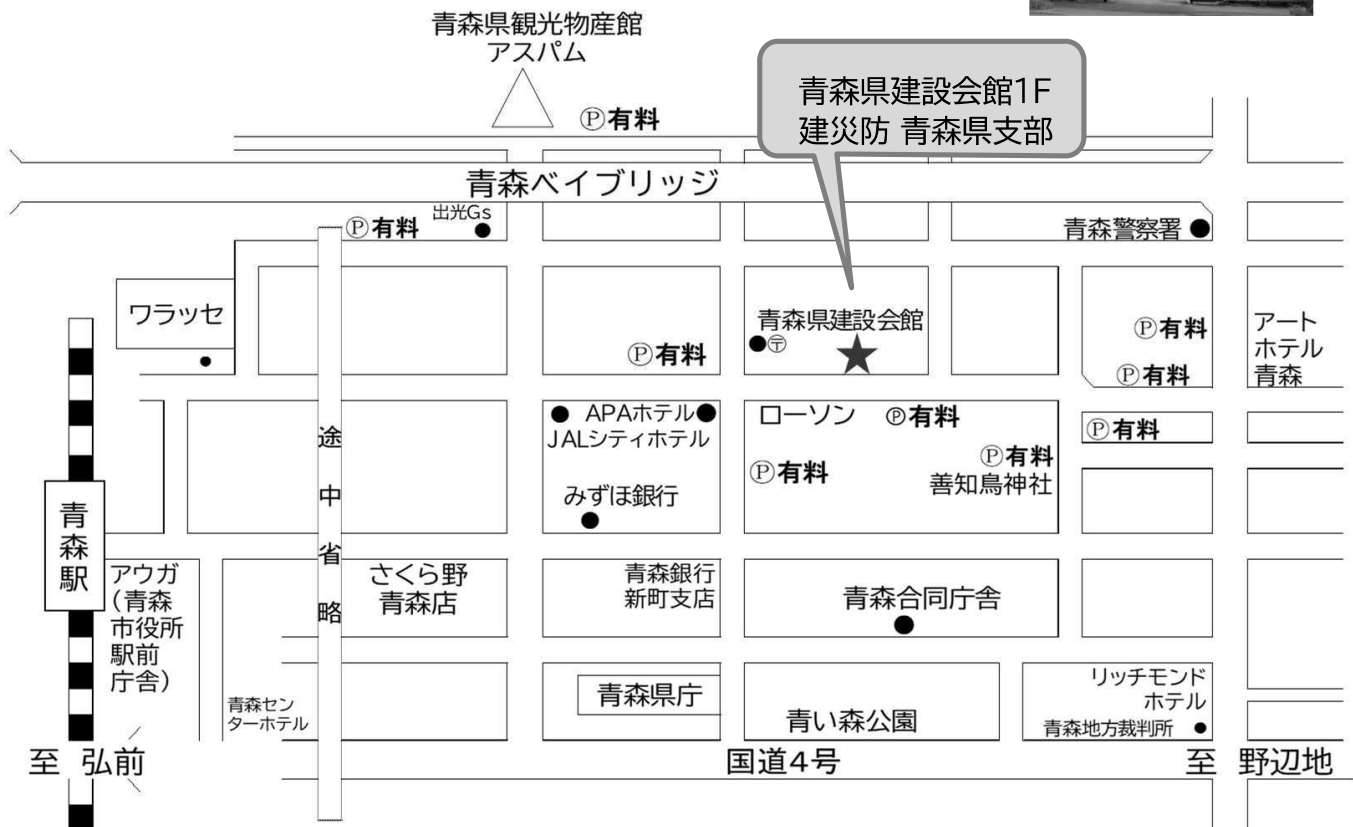 青森県観光物産館
アスパム
Ⓟ有料
青森県建設会館1F
建災防 青森県支部
青森ベイブリッジ
出光Gs
Ⓟ有料
青森警察署
ワラッセ
青森県建設会館
〶
Ⓟ有料
Ⓟ有料
Ⓟ有料
アート
ホテル
青森
APAホテル
JALシティホテル
みずほ銀行
ローソン
Ⓟ有料
Ⓟ有料
Ⓟ有料
善知鳥神社
Ⓟ有料
途中省略
青森駅
アウガ
(青森
市役所
駅前
庁舎)
さくら野
青森店
青森銀行
新町支店
青森合同庁舎
青森セン
ターホテル
青森県庁
青い森公園
リッチモンド
ホテル
青森地方裁判所
至 弘前
国道4号
至 野辺地